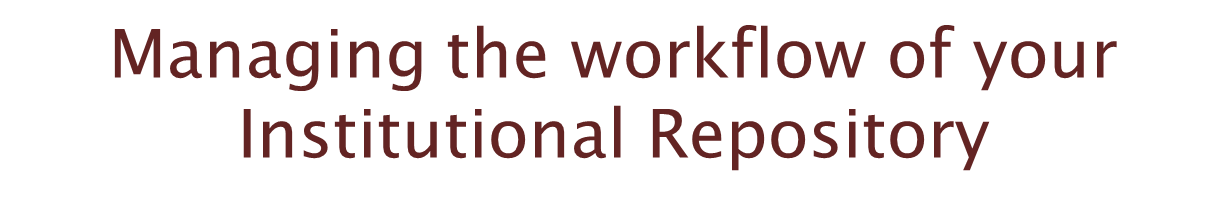 Managing the workflow of your
Institutional Repository